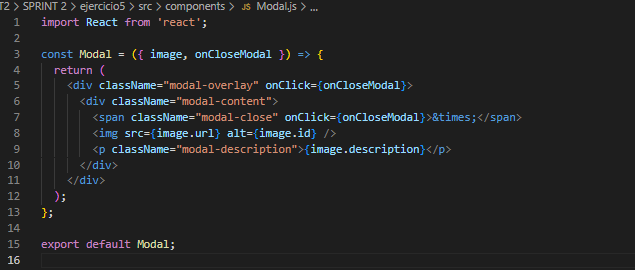 T2 > SPRINT 2 > ejercicio5 > src > components > Modal.js > ...
1 import React from 'react';
2
3 const Modal = ({ image, onCloseModal }) => {
4 return (
5 <div className="modal-overlay" onClick={onCloseModal}>
6 <div className="modal-content">
7 <span className="modal-close" onClick={onCloseModal}>&times;</span>
8 <img src={image.url} alt={image.id} />
9 <p className="modal-description">{image.description}</p>
10 </div>
11 </div>
12 );
13 };
14
15 export default Modal;
16